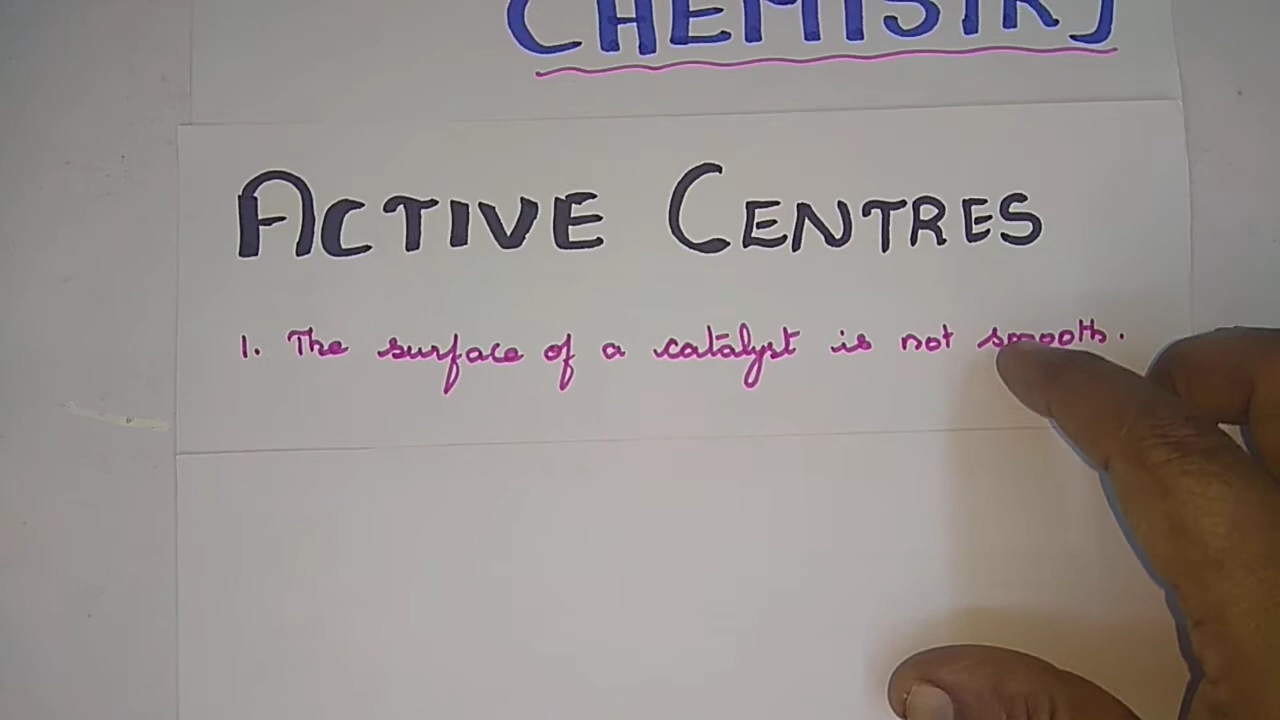 CHEMISTRY
ACTIVE CENTRES
1. The surface of a catalyst is not smooth.